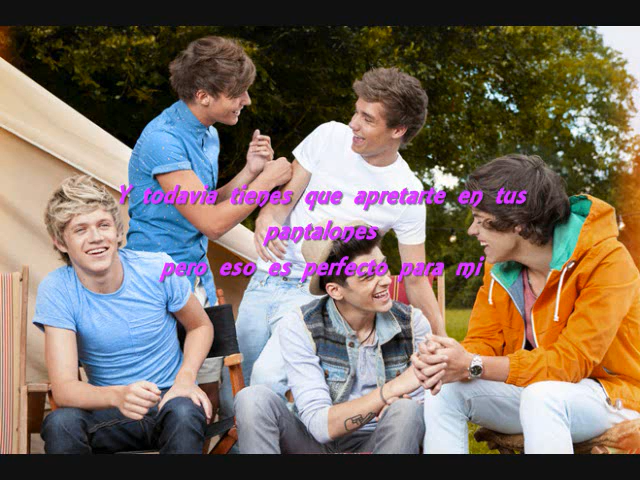 Y todavia tienes que apretarte en tus
pantalones
pero eso es perfecto para mi